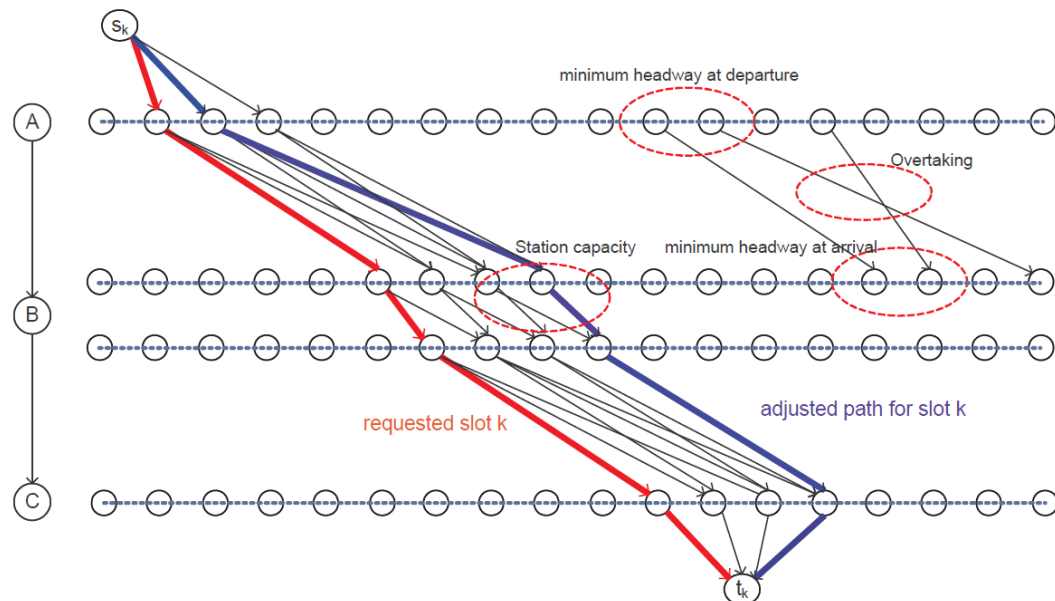 sk
minimum headway at departure
A
Overtaking
Station capacity
minimum headway at arrival
B
requested slot k
adjusted path for slot k
C
tk